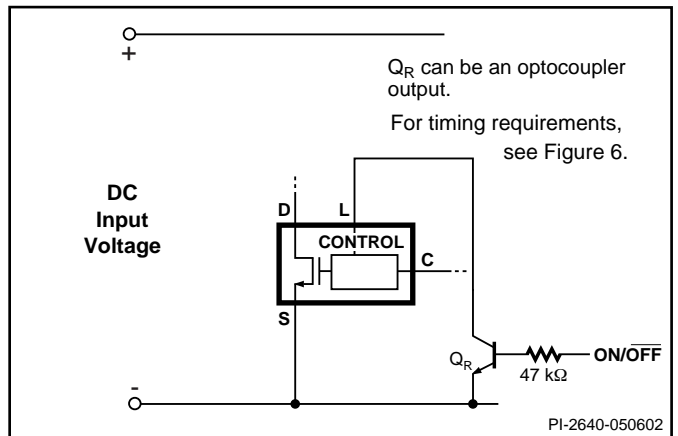 +
QR can be an optocoupler
output.
For timing requirements,
see Figure 6.
DC
Input
Voltage
D
L
CONTROL
C
S
QR
47 kΩ
ON/OFF
-
PI-2640-050602